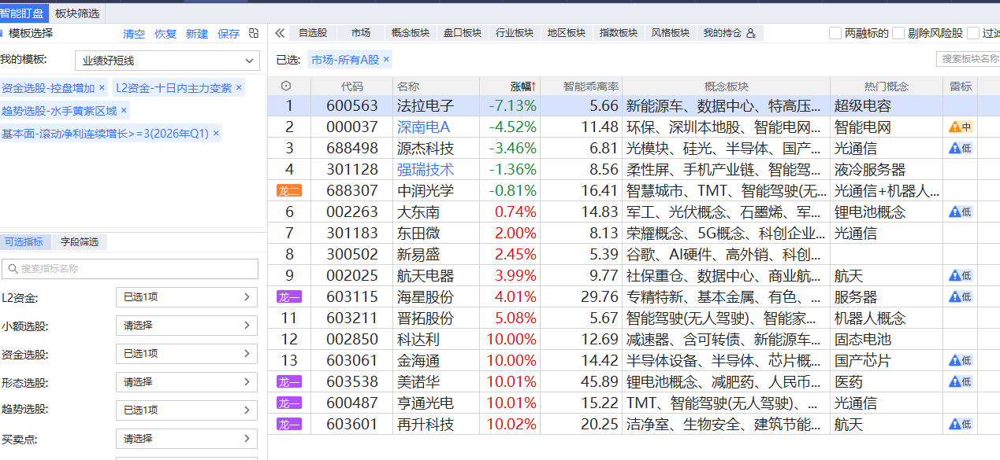 智能盯盘 板块筛选
模板选择 清空 恢复 新建 保存
我的模板: 业绩好短线
资金选股-控盘增加 × L2资金-十日内主力变紫 ×
趋势选股-水手黄紫区域 ×
基本面-滚动净利连续增长>=3(2026年Q1) ×
可选指标 字段筛选
搜索指标名称
L2资金: 已选1项
小额选股: 请选择
资金选股: 已选1项
形态选股: 请选择
趋势选股: 已选1项
买卖点: 请选择
自选股 市场 概念板块 盘口板块 行业板块 地区板块 指数板块 风格板块 我的持仓 两融标的 剔除风险股 过滤
已选: 市场-所有A股 × 搜索板块名称
代码 名称 涨幅↑ 智能乖离率 概念板块 热门概念 雷标
1 600563 法拉电子 -7.13% 5.66 新能源车、数据中心、特高压... 超级电容
2 000037 深南电A -4.52% 11.48 环保、深圳本地股、智能电网... 智能电网 中
3 688498 源杰科技 -3.46% 6.81 光模块、硅光、半导体、国产... 光通信 低
4 301128 强瑞技术 -1.36% 8.56 柔性屏、手机产业链、智能驾... 液冷服务器
龙二 688307 中润光学 -0.81% 16.41 智慧城市、TMT、智能驾驶(无... 光通信+机器人...
6 002263 大东南 0.74% 14.83 军工、光伏概念、石墨烯、军... 锂电池概念 低
7 301183 东田微 2.00% 8.13 荣耀概念、5G概念、科创企业... 光通信
8 300502 新易盛 2.45% 5.39 谷歌、AI硬件、高外销、科创...
9 002025 航天电器 3.99% 9.77 社保重仓、数据中心、商业航... 航天 低
龙一 603115 海星股份 4.01% 29.76 专精特新、基本金属、有色、... 服务器 低
11 603211 晋拓股份 5.08% 5.67 智能驾驶(无人驾驶)、智能家... 机器人概念
12 002850 科达利 10.00% 12.69 减速器、含可转债、新能源车... 固态电池
13 603061 金海通 10.00% 14.42 半导体设备、半导体、芯片概... 国产芯片 低
龙一 603538 美诺华 10.01% 45.89 锂电池概念、减肥药、人民币... 医药 低
龙一 600487 亨通光电 10.01% 15.22 TMT、智能驾驶(无人驾驶)、... 光通信
龙一 603601 再升科技 10.02% 20.25 洁净室、生物安全、建筑节能... 航天 低